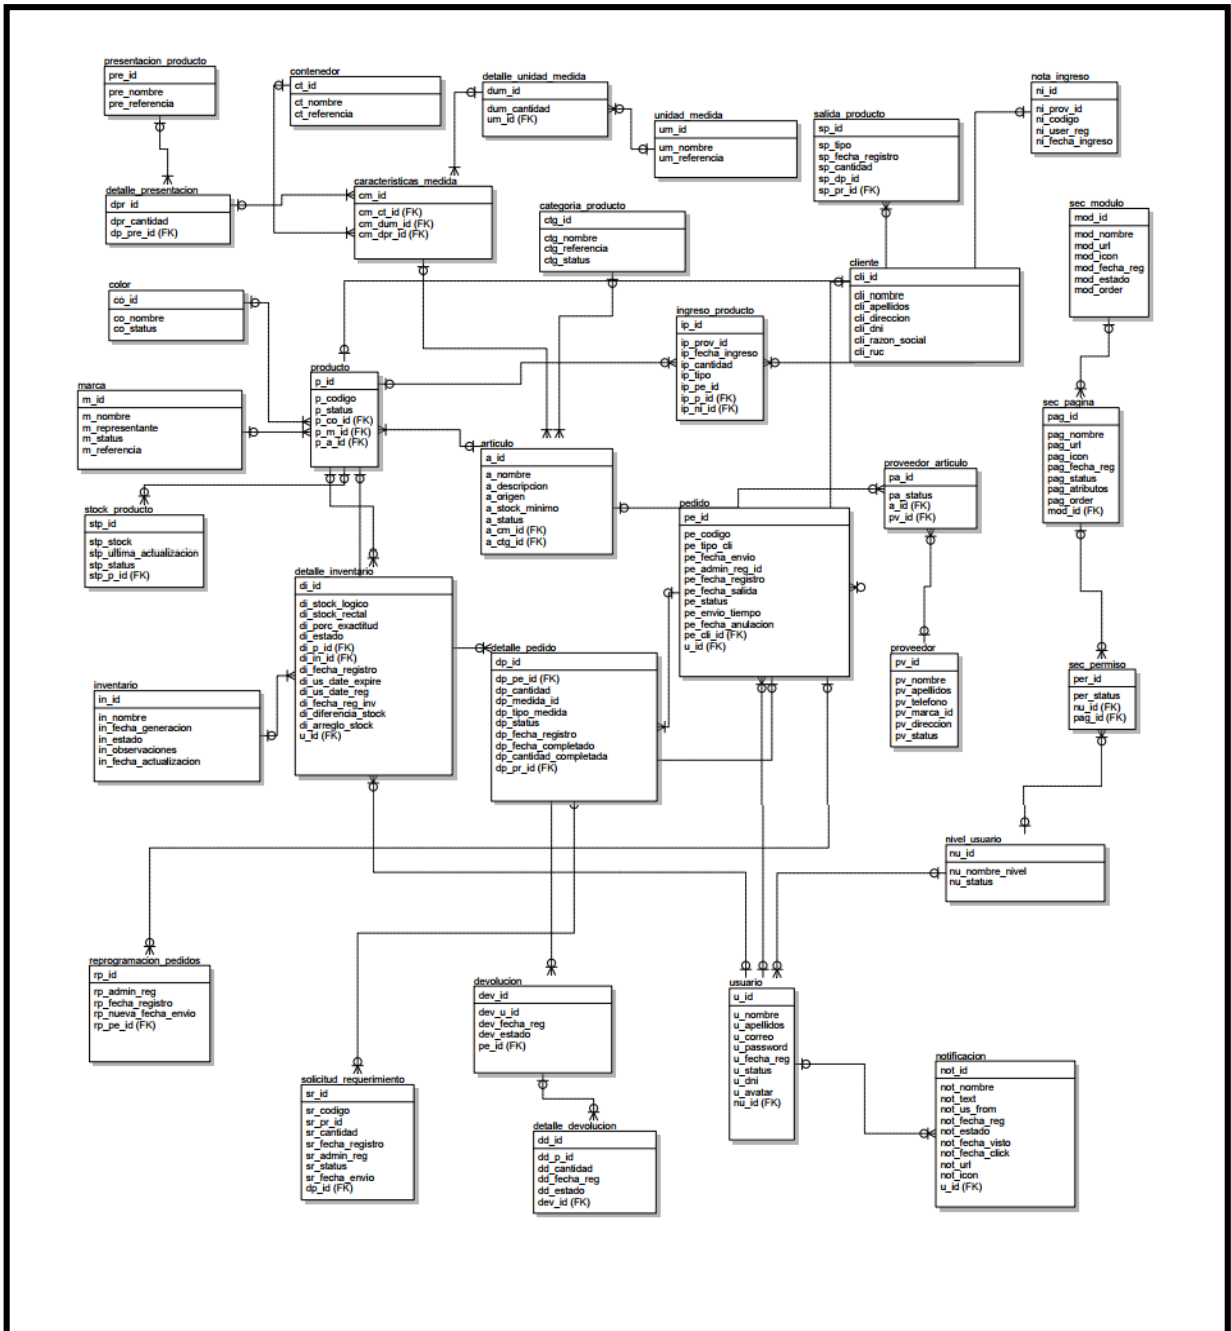 presentacion_producto
pre_id
pre_nombre
pre_referencia
contenedor
ct_id
ct_nombre
ct_referencia
detalle_unidad_medida
dum_id
dum_cantidad
um_id (FK)
unidad_medida
um_id
um_nombre
um_referencia
salida_producto
sp_id
sp_tipo
sp_fecha_registro
sp_cantidad
sp_dp_id
sp_pr_id (FK)
nota_ingreso
ni_id
ni_prov_id
ni_codigo
ni_user_reg
ni_fecha_ingreso
detalle_presentacion
dpr_id
dpr_cantidad
dp_pre_id (FK)
caracteristicas_medida
cm_id
cm_ct_id (FK)
cm_dum_id (FK)
cm_dpr_id (FK)
categoria_producto
ctg_id
ctg_nombre
ctg_referencia
ctg_status
sec_modulo
mod_id
mod_nombre
mod_url
mod_icon
mod_fecha_reg
mod_estado
mod_order
cliente
cli_id
cli_nombre
cli_apellidos
cli_direccion
cli_dni
cli_razon_social
cli_ruc
color
co_id
co_nombre
co_status
ingreso_producto
ip_id
ip_prov_id
ip_fecha_ingreso
ip_cantidad
ip_tipo
ip_pe_id
ip_p_id (FK)
ip_ni_id (FK)
producto
p_id
p_codigo
p_status
p_co_id (FK)
p_m_id (FK)
p_a_id (FK)
marca
m_id
m_nombre
m_representante
m_status
m_referencia
sec_pagina
pag_id
pag_nombre
pag_url
pag_icon
pag_fecha_reg
pag_status
pag_atributos
pag_order
mod_id (FK)
articulo
a_id
a_nombre
a_descripcion
a_origen
a_stock_minimo
a_status
a_cm_id (FK)
a_ctg_id (FK)
proveedor_articulo
pa_id
pa_status
a_id (FK)
pv_id (FK)
stock_producto
stp_id
stp_stock
stp_ultima_actualizacion
stp_status
stp_p_id (FK)
pedido
pe_id
pe_codigo
pe_tipo_cli
pe_fecha_envio
pe_admin_reg_id
pe_fecha_registro
pe_fecha_salida
pe_status
pe_envio_tiempo
pe_fecha_anulacion
pe_cli_id (FK)
u_id (FK)
detalle_inventario
di_id
di_stock_logico
di_stock_rectal
di_porc_exactitud
di_estado
di_p_id (FK)
di_in_id (FK)
di_fecha_registro
di_us_date_expire
di_us_date_reg
di_fecha_reg_inv
di_diferencia_stock
di_arreglo_stock
u_id (FK)
detalle_pedido
dp_id
dp_pe_id (FK)
dp_cantidad
dp_medida_id
dp_tipo_medida
dp_status
dp_fecha_registro
dp_fecha_completado
dp_cantidad_completada
dp_pr_id (FK)
proveedor
pv_id
pv_nombre
pv_apellidos
pv_telefono
pv_marca_id
pv_direccion
pv_status
sec_permiso
per_id
per_status
nu_id (FK)
pag_id (FK)
inventario
in_id
in_nombre
in_fecha_generacion
in_estado
in_observaciones
in_fecha_actualizacion
nivel_usuario
nu_id
nu_nombre_nivel
nu_status
reprogramacion_pedidos
rp_id
rp_admin_reg
rp_fecha_registro
rp_nueva_fecha_envio
rp_pe_id (FK)
devolucion
dev_id
dev_u_id
dev_fecha_reg
dev_estado
pe_id (FK)
usuario
u_id
u_nombre
u_apellidos
u_correo
u_password
u_fecha_reg
u_status
u_dni
u_avatar
nu_id (FK)
notificacion
not_id
not_nombre
not_text
not_us_from
not_fecha_reg
not_estado
not_fecha_visto
not_fecha_click
not_url
not_icon
u_id (FK)
solicitud_requerimiento
sr_id
sr_codigo
sr_pr_id
sr_cantidad
sr_fecha_registro
sr_admin_reg
sr_status
sr_fecha_envio
dp_id (FK)
detalle_devolucion
dd_id
dd_p_id
dd_cantidad
dd_fecha_reg
dd_estado
dev_id (FK)